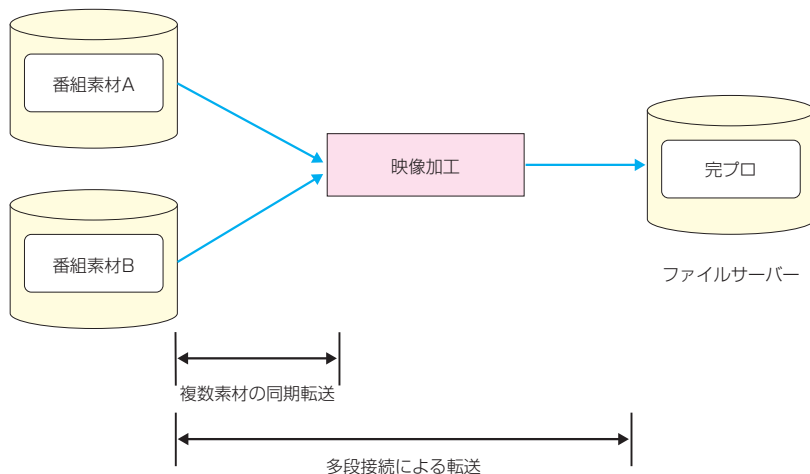 番組素材A
映像加工
完プロ
番組素材B
ファイルサーバー
複数素材の同期転送
多段接続による転送